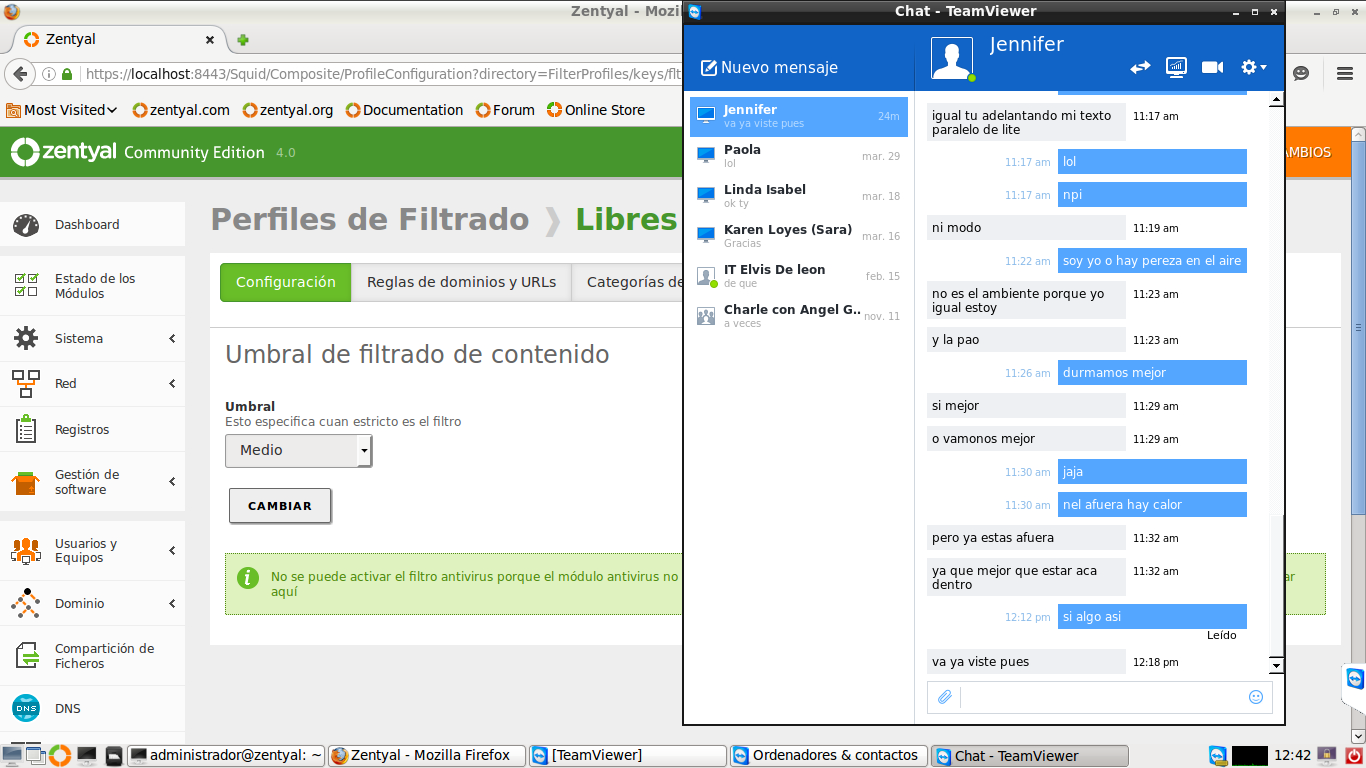 Zentyal - Mozil
Zentyal
https://localhost:8443/Squid/Composite/ProfileConfiguration?directory=FilterProfiles/keys/flt
Most Visited
zentyal.com
zentyal.org
Documentation
Forum
Online Store
zentyal Community Edition 4.0
AMBIOS
Dashboard
Estado de los
Módulos
Sistema
Red
Registros
Gestión de
software
Usuarios y
Equipos
Dominio
Compartición de
Ficheros
DNS
Perfiles de Filtrado ❯ Libres
Configuración
Reglas de dominios y URLs
Categorías de
Umbral de filtrado de contenido
Umbral
Esto especifica cuan estricto es el filtro
Medio
CAMBIAR
No se puede activar el filtro antivirus porque el módulo antivirus no
ar
aquí
Chat - TeamViewer
Nuevo mensaje
Jennifer
Jennifer
va ya viste pues
24m
Paola
lol
mar. 29
Linda Isabel
ok ty
mar. 18
Karen Loyes (Sara)
Gracias
mar. 16
IT Elvis De leon
de que
feb. 15
Charle con Angel G..
a veces
nov. 11
igual tu adelantando mi texto
paralelo de lite
11:17 am
11:17 am lol
11:17 am npi
ni modo 11:19 am
11:22 am soy yo o hay pereza en el aire
no es el ambiente porque yo
igual estoy
11:23 am
y la pao 11:23 am
11:26 am durmamos mejor
si mejor 11:29 am
o vamonos mejor 11:29 am
11:30 am jaja
11:30 am nel afuera hay calor
pero ya estas afuera 11:32 am
ya que mejor que estar aca
dentro
11:32 am
12:12 pm si algo asi
Leído
va ya viste pues 12:18 pm
administrador@zentyal: ~
Zentyal - Mozilla Firefox
[TeamViewer]
Ordenadores & contactos
Chat - TeamViewer
12:42